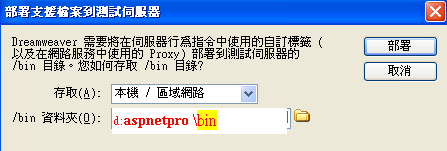 部署支援檔案到測試伺服器
Dreamweaver 需要將在伺服器行爲指令中使用的自訂標籤 (
以及在網路服務中使用的 Proxy) 部署到測試伺服器的
/bin 目錄。您如何存取 /bin 目錄?
部署
取消
存取(A): 本機 / 區域網路
/bin 資料夾(O): d:aspnetpro \bin